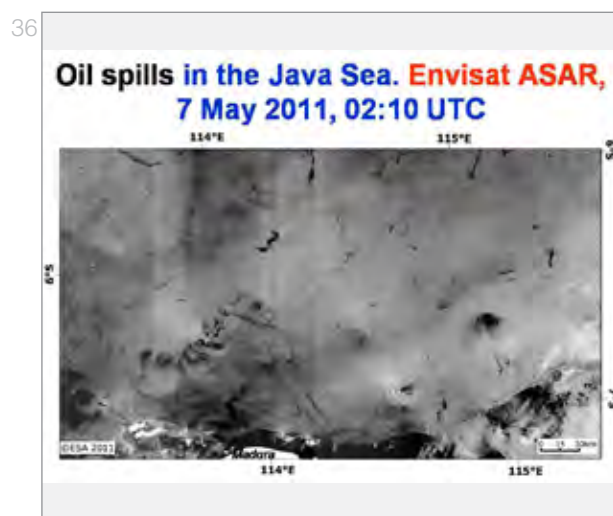 36
Oil spills in the Java Sea. Envisat ASAR,
7 May 2011, 02:10 UTC
114°E 115°E
6°S
©ESA 2011
Madura
114°E 115°E